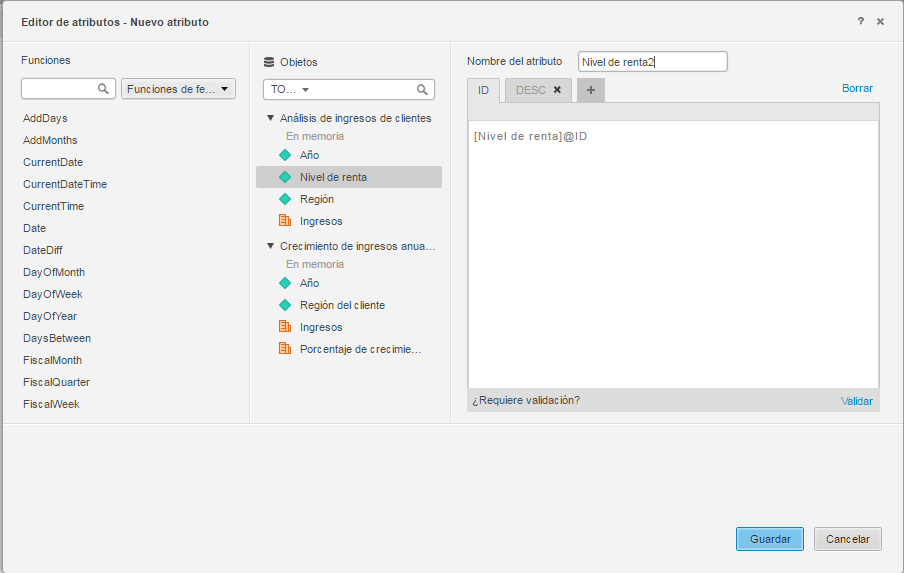 Editor de atributos - Nuevo atributo
? ×
Funciones
Funciones de fe...
AddDays
AddMonths
CurrentDate
CurrentDateTime
CurrentTime
Date
DateDiff
DayOfMonth
DayOfWeek
DayOfYear
DaysBetween
FiscalMonth
FiscalQuarter
FiscalWeek
Objetos
TO...
Análisis de ingresos de clientes
En memoria
Año
Nivel de renta
Región
Ingresos
Crecimiento de ingresos anua...
En memoria
Año
Región del cliente
Ingresos
Porcentaje de crecimie...
Nombre del atributo Nivel de renta2
ID DESC × + Borrar
[Nivel de renta]@ID
¿Requiere validación? Validar
Guardar Cancelar